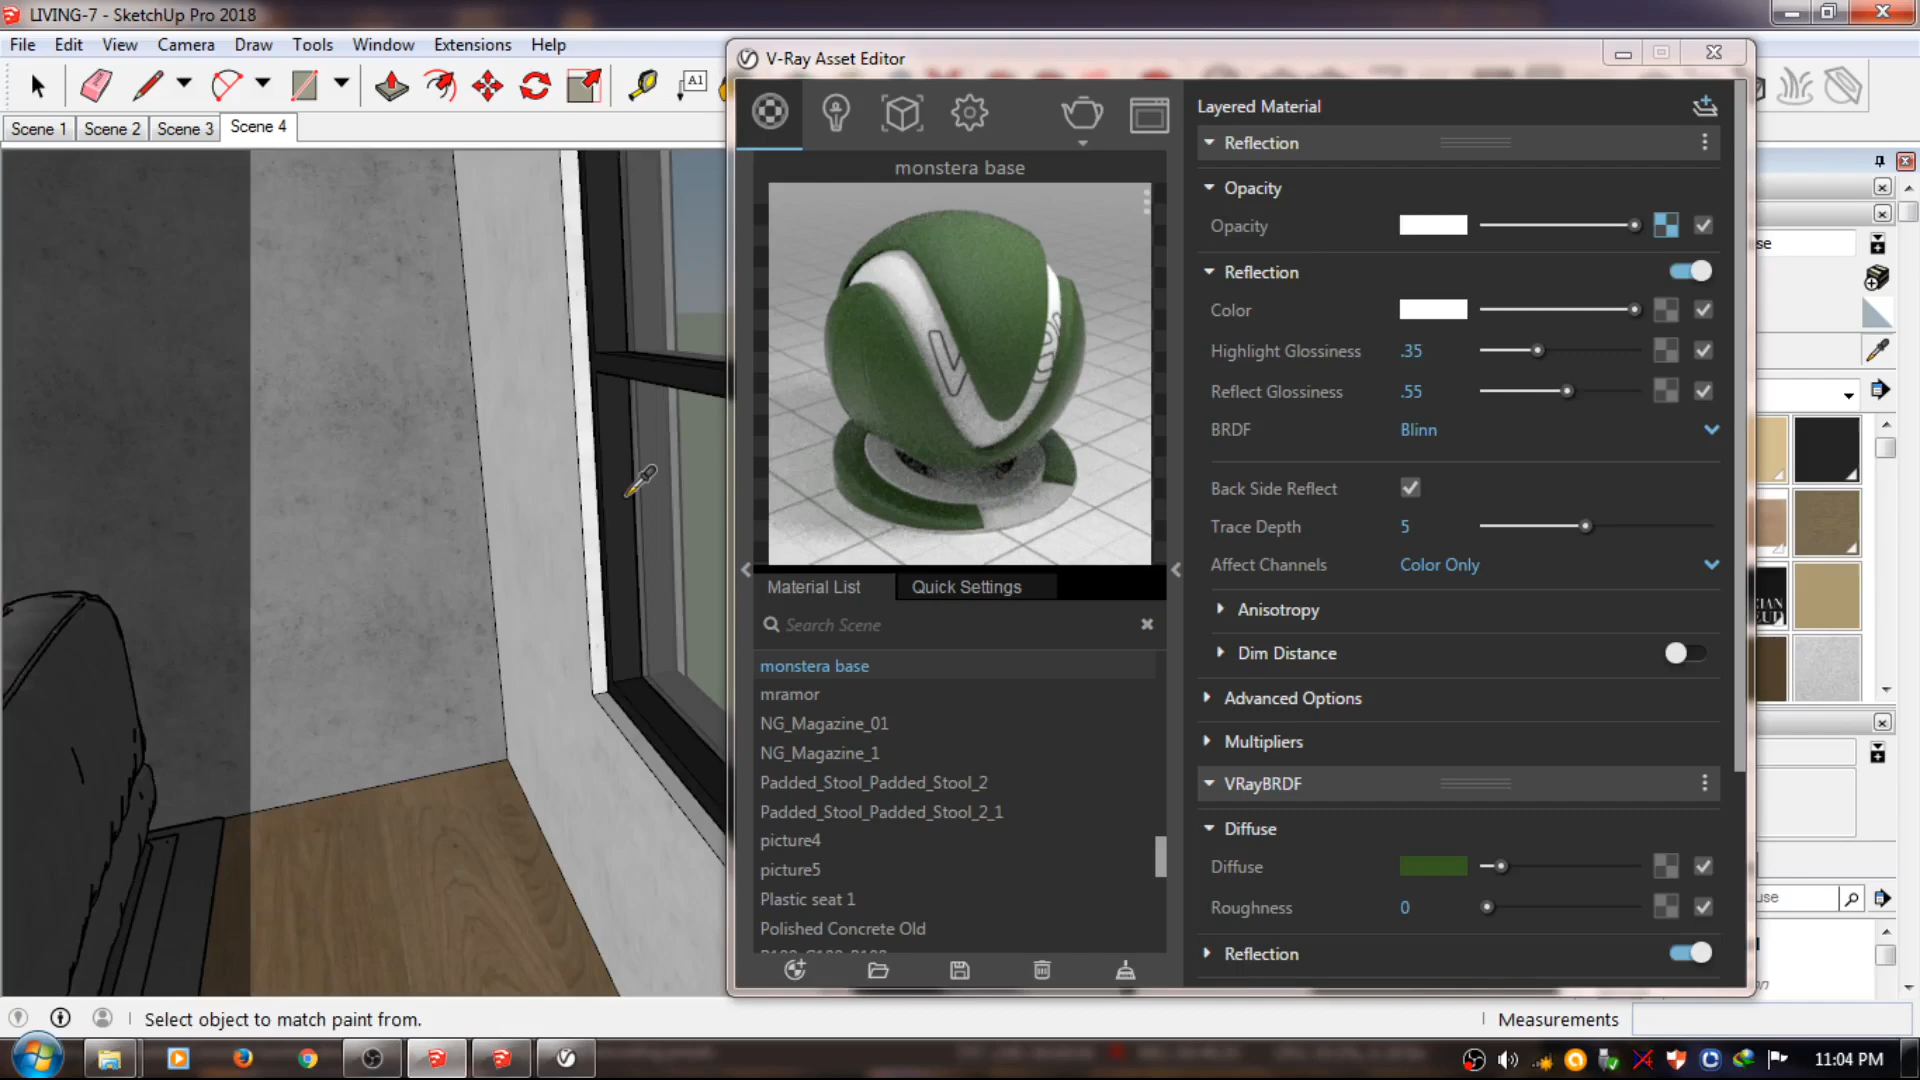 LIVING-7 - SketchUp Pro 2018
File Edit View Camera Draw Tools Window Extensions Help
A1
Scene 1 Scene 2 Scene 3 Scene 4
V-Ray Asset Editor
monstera base
Material List Quick Settings
Search Scene
monstera base
mramor
NG_Magazine_01
NG_Magazine_1
Padded_Stool_Padded_Stool_2
Padded_Stool_Padded_Stool_2_1
picture4
picture5
Plastic seat 1
Polished Concrete Old
Layered Material
Reflection
Opacity
Opacity
Reflection
Color
Highlight Glossiness .35
Reflect Glossiness .55
BRDF Blinn
Back Side Reflect
Trace Depth 5
Affect Channels Color Only
Anisotropy
Dim Distance
Advanced Options
Multipliers
VRayBRDF
Diffuse
Diffuse
Roughness 0
Reflection
Select object to match paint from.
Measurements
11:04 PM